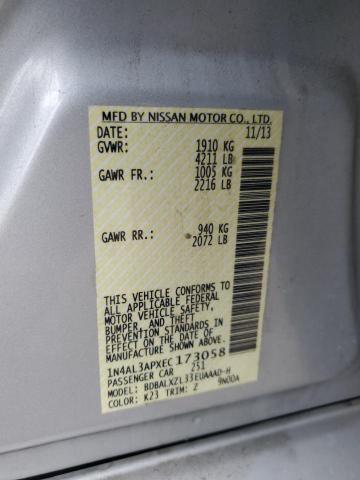 MFD BY NISSAN MOTOR CO., LTD.
DATE: 11/13
GVWR: 1910 KG
4211 LB
GAWR FR.: 1005 KG
2216 LB
GAWR RR.: 940 KG
2072 LB
THIS VEHICLE CONFORMS TO
ALL APPLICABLE FEDERAL
MOTOR VEHICLE SAFETY,
BUMPER, AND THEFT
PREVENTION STANDARDS IN
EFFECT ON THE DATE OF
MANUFACTURE SHOWN ABOVE.
1N4AL3APXEC173058
PASSENGER CAR 251
MODEL: BDBALXZL33EUAAAD-H
COLOR: K23 TRIM: Z 9N00A